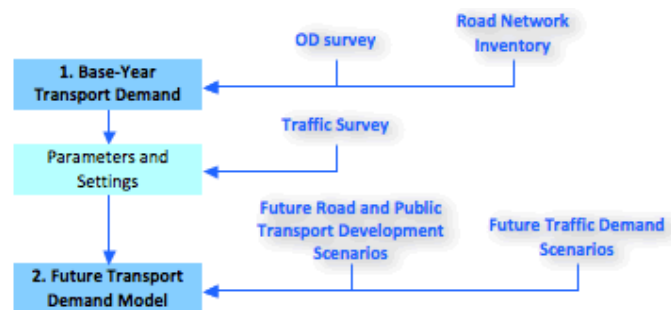 OD survey
Road Network
Inventory
1. Base-Year
Transport Demand
Traffic Survey
Parameters and
Settings
Future Road and Public
Transport Development
Scenarios
Future Traffic Demand
Scenarios
2. Future Transport
Demand Model